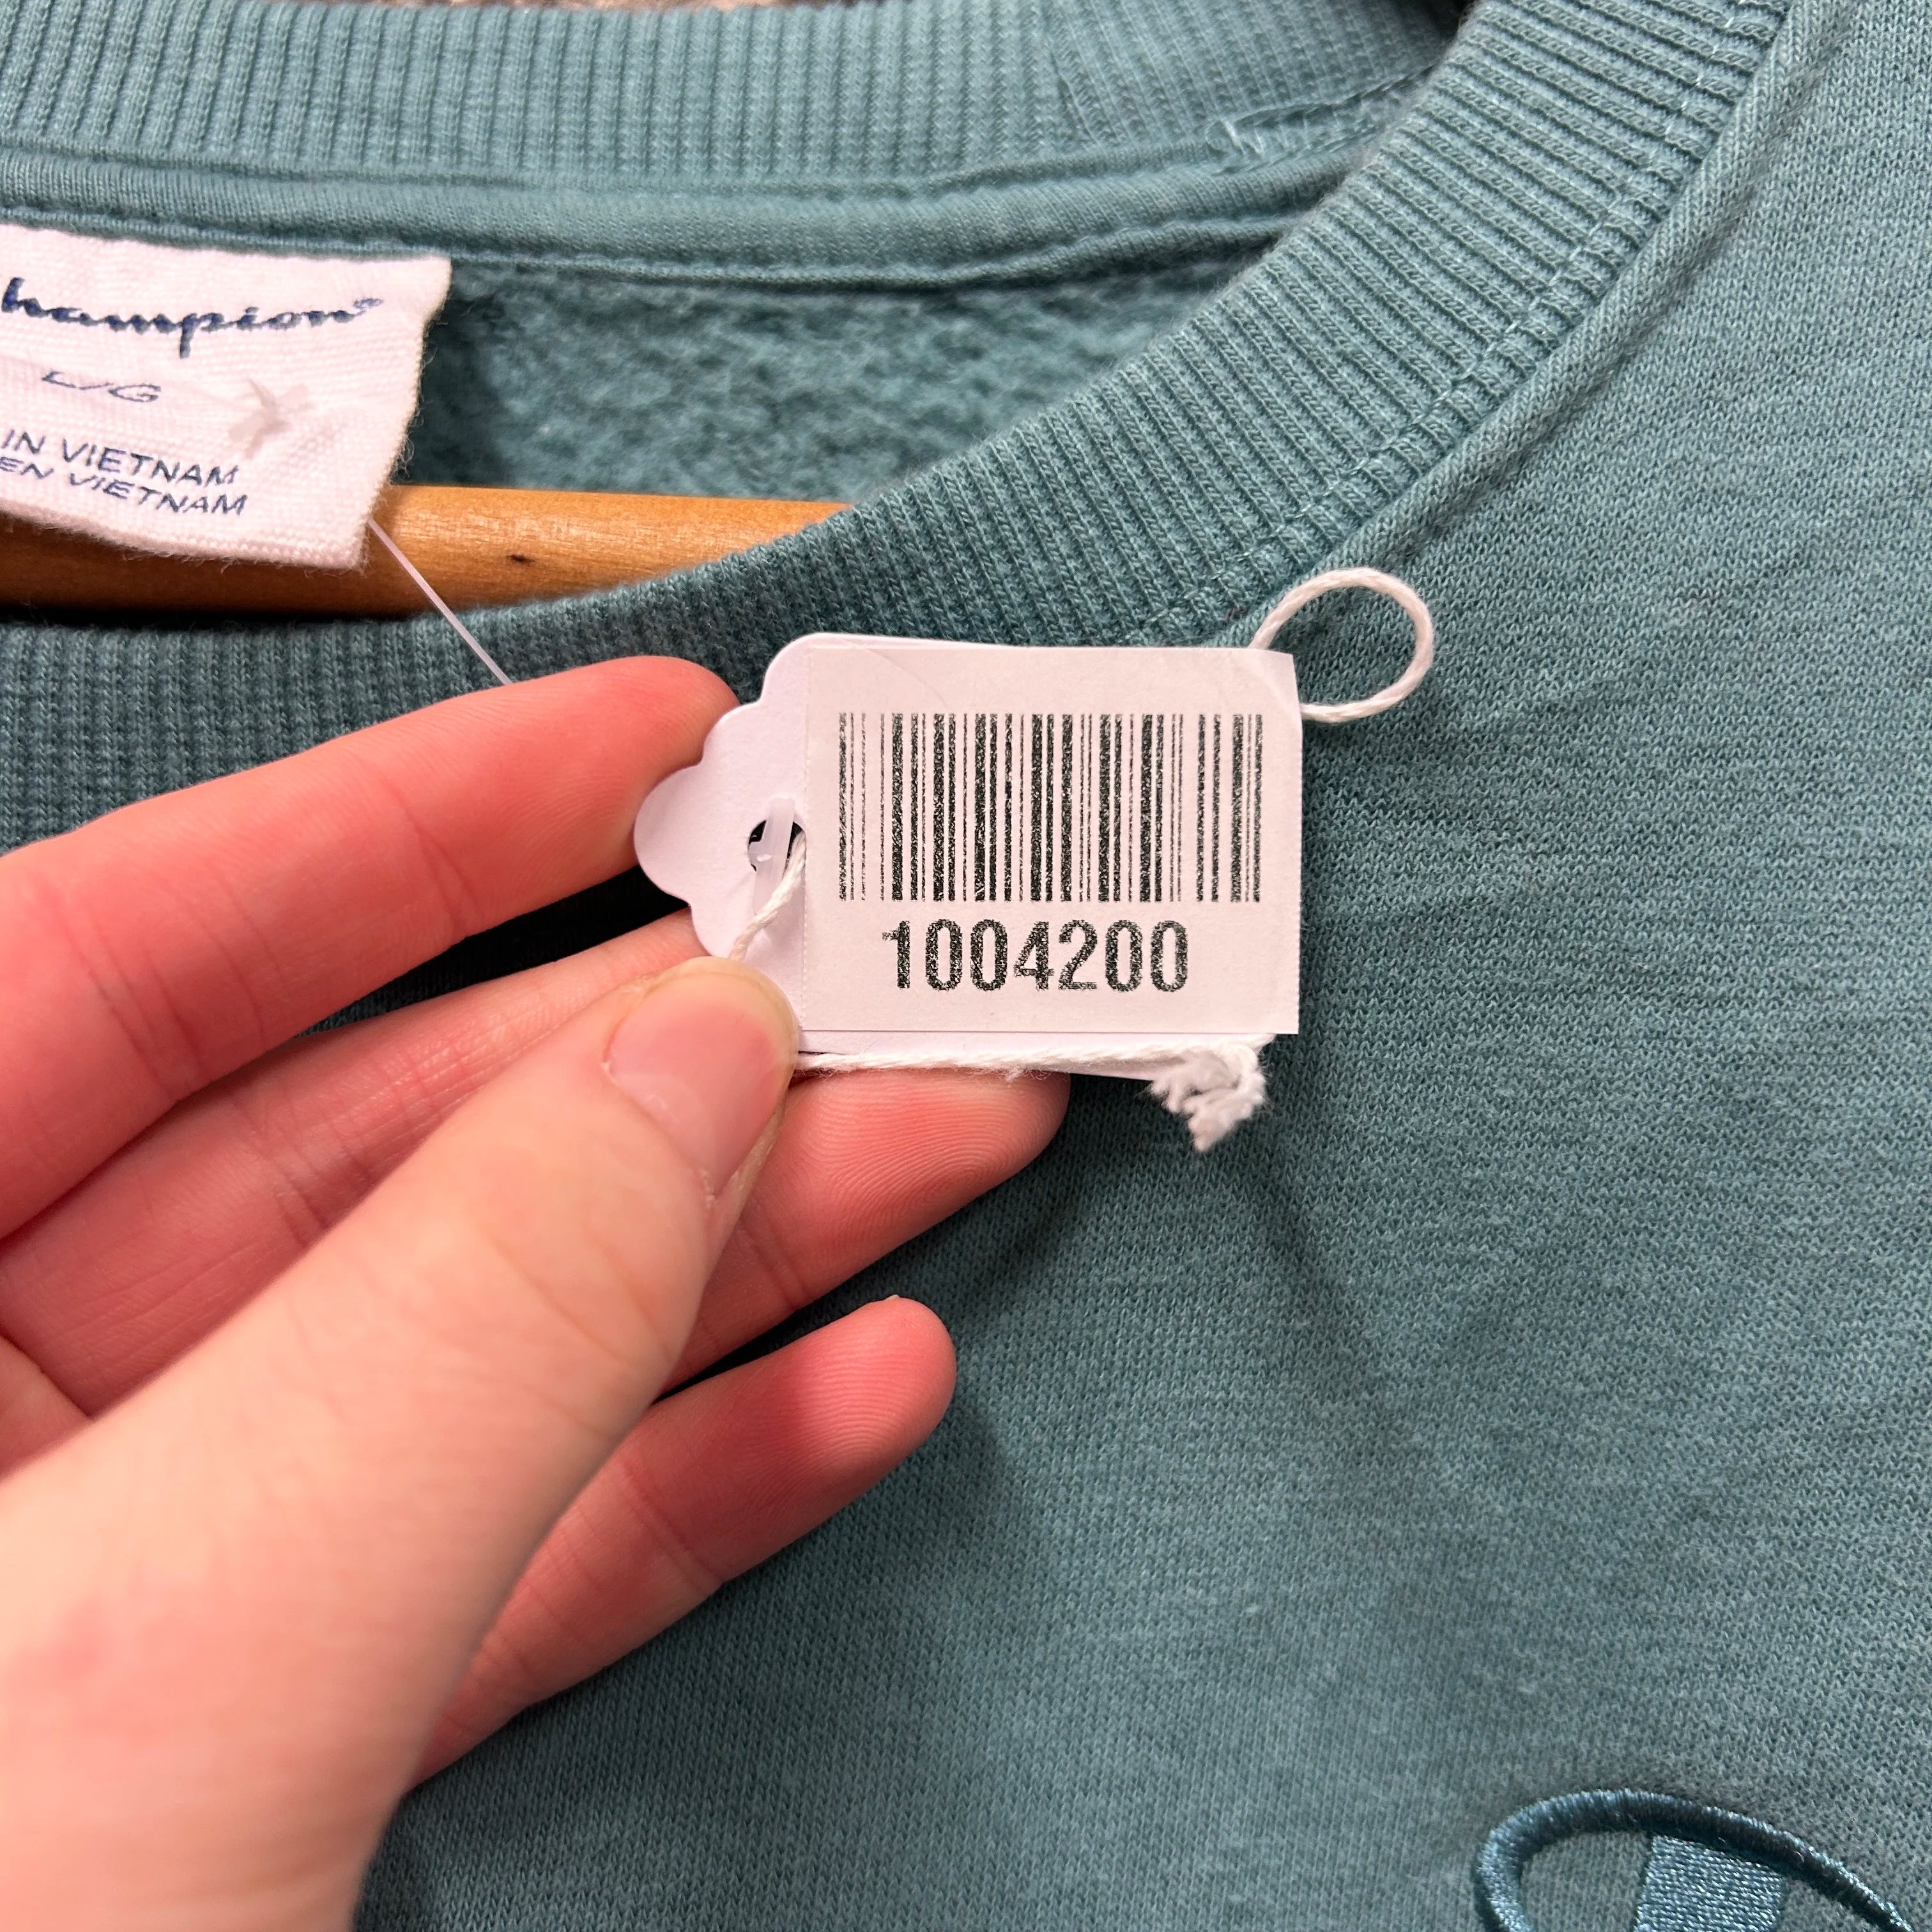 hampion®
L/G
IN VIETNAM
EN VIETNAM
1004200